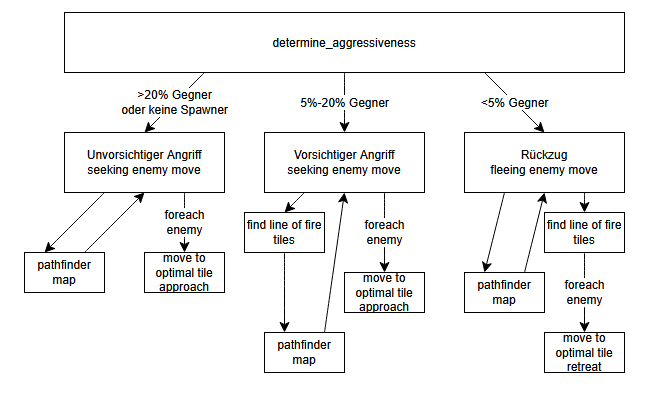 determine_aggressiveness
>20% Gegner
oder keine Spawner
5%-20% Gegner
<5% Gegner
Unvorsichtiger Angriff
seeking enemy move
Vorsichtiger Angriff
seeking enemy move
Rückzug
fleeing enemy move
foreach
enemy
find line of fire
tiles
foreach
enemy
find line of fire
tiles
pathfinder
map
move to
optimal tile
approach
move to
optimal tile
approach
pathfinder
map
foreach
enemy
pathfinder
map
move to
optimal tile
retreat